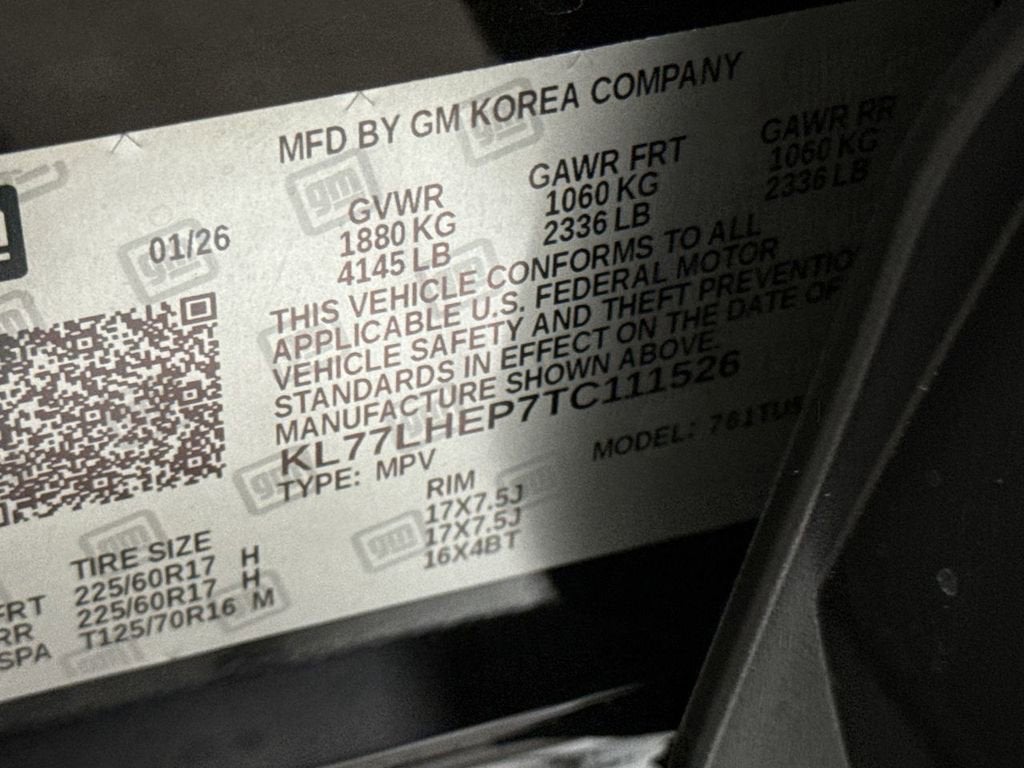 MFD BY GM KOREA COMPANY
01/26
GVWR GAWR FRT GAWR RR
1880 KG 1060 KG 1060 KG
4145 LB 2336 LB 2336 LB
THIS VEHICLE CONFORMS TO ALL
APPLICABLE U.S. FEDERAL MOTOR
VEHICLE SAFETY AND THEFT PREVENTIO
STANDARDS IN EFFECT ON THE DATE OF
MANUFACTURE SHOWN ABOVE.
KL77LHEP7TC111526
TYPE: MPV MODEL:
TIRE SIZE RIM
FRT 225/60R17 H 17X7.5J
RR 225/60R17 H 17X7.5J
SPA T125/70R16 M 16X4BT